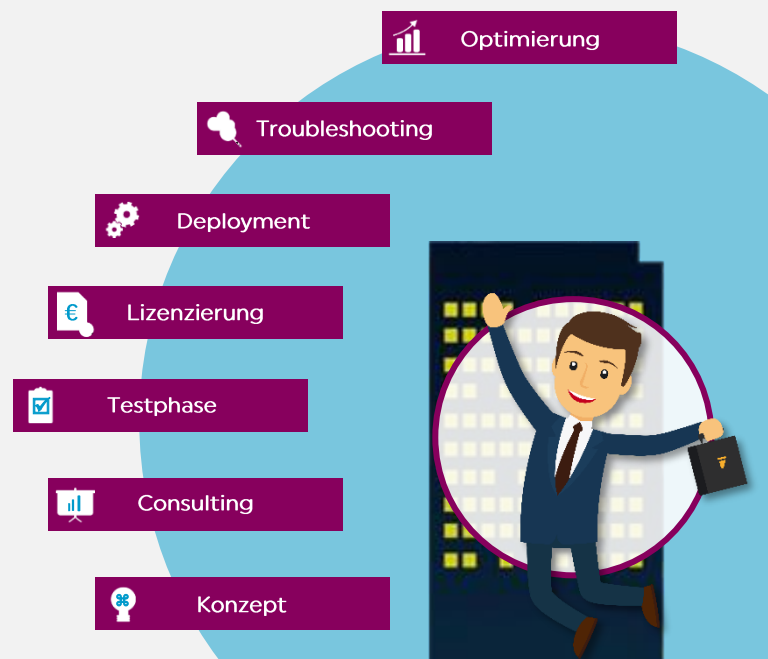 Optimierung
Troubleshooting
Deployment
Lizenzierung
€
Testphase
Consulting
Konzept